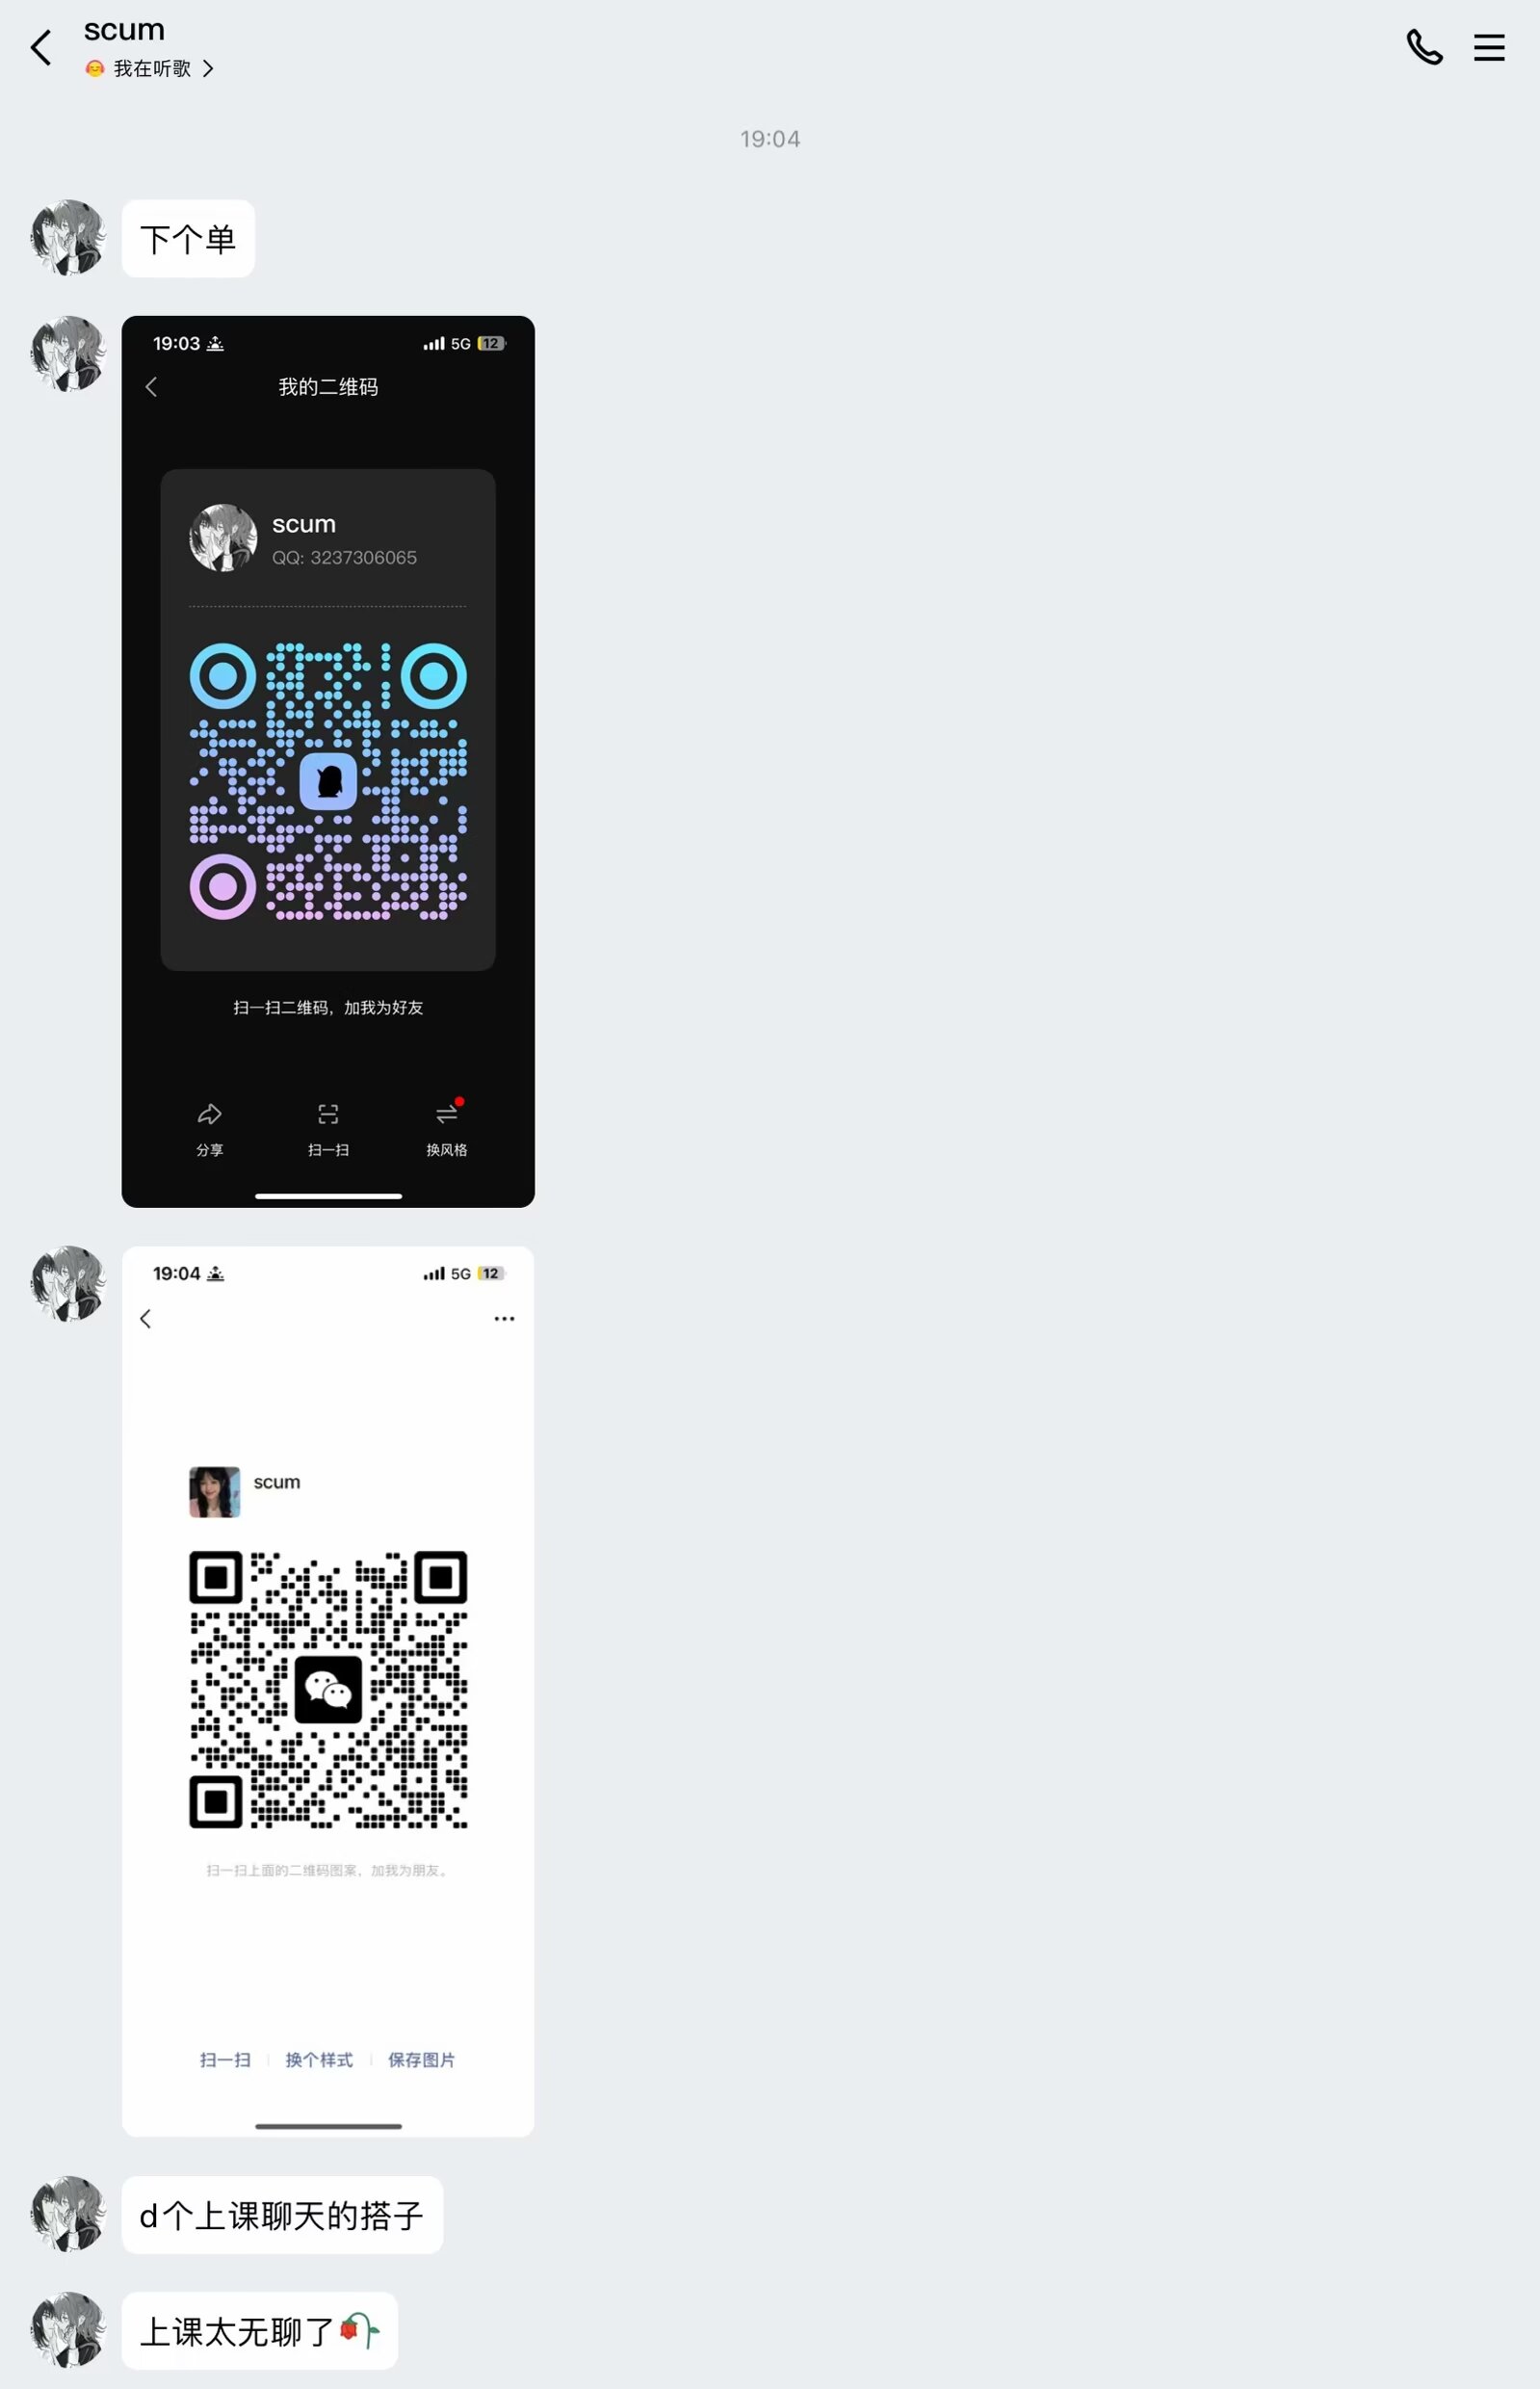 scum
我在听歌
19:04
下个单
19:03
5G
12
我的二维码
scum
QQ: 3237306065
扫一扫二维码，加我为好友
分享
扫一扫
换风格
19:04
5G
12
scum
扫一扫上面的二维码图案，加我为朋友。
扫一扫
换个样式
保存图片
d个上课聊天的搭子
上课太无聊了